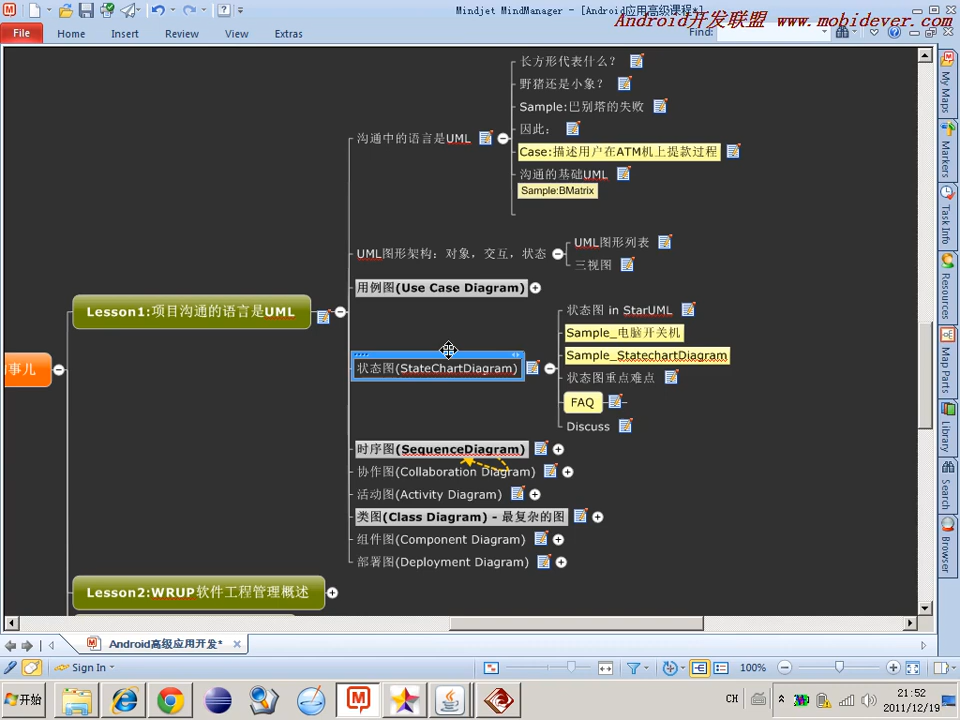 Mindjet MindManager - [Android应用高级课程*]
Android开发联盟 www.mobidever.com
File
Home
Insert
Review
View
Extras
Find:
长方形代表什么？
野猪还是小象？
Sample:巴别塔的失败
因此：
沟通中的语言是UML
Case:描述用户在ATM机上提款过程
沟通的基础UML
Sample:BMatrix
UML图形架构：对象，交互，状态
UML图形列表
三视图
用例图(Use Case Diagram)
Lesson1:项目沟通的语言是UML
状态图 in StarUML
Sample_电脑开关机
Sample_StatechartDiagram
事儿
状态图(StateChartDiagram)
状态图重点难点
FAQ
Discuss
时序图(SequenceDiagram)
协作图(Collaboration Diagram)
活动图(Activity Diagram)
类图(Class Diagram) - 最复杂的图
组件图(Component Diagram)
部署图(Deployment Diagram)
Lesson2:WRUP软件工程管理概述
My Maps
Markers
Task Info
Resources
Map Parts
Library
Search
Browser
Android高级应用开发*
Sign In
100%
开始
CH
21:52
2011/12/19